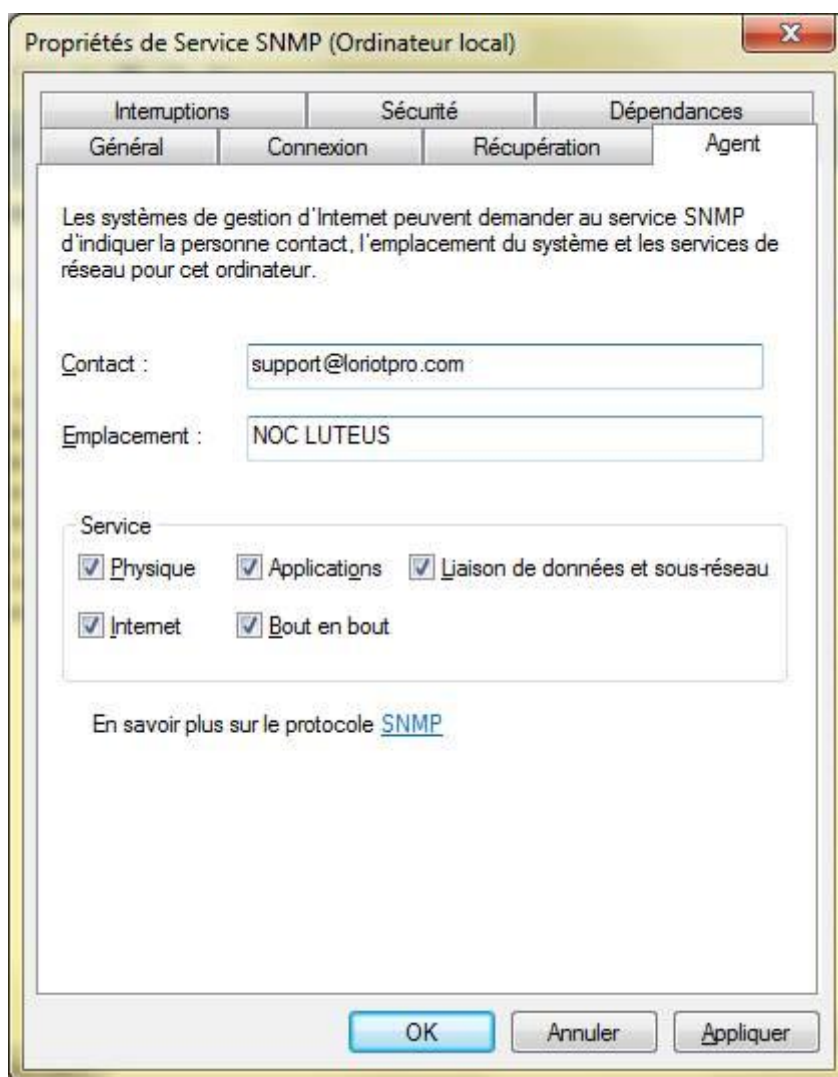 Propriétés de Service SNMP (Ordinateur local)
Interruptions Sécurité Dépendances
Général Connexion Récupération Agent
Les systèmes de gestion d'Internet peuvent demander au service SNMP
d'indiquer la personne contact, l'emplacement du système et les services de
réseau pour cet ordinateur.
Contact : support@loriotpro.com
Emplacement : NOC LUTEUS
Service
Physique Applications Liaison de données et sous-réseau
Internet Bout en bout
En savoir plus sur le protocole SNMP
OK Annuler Appliquer